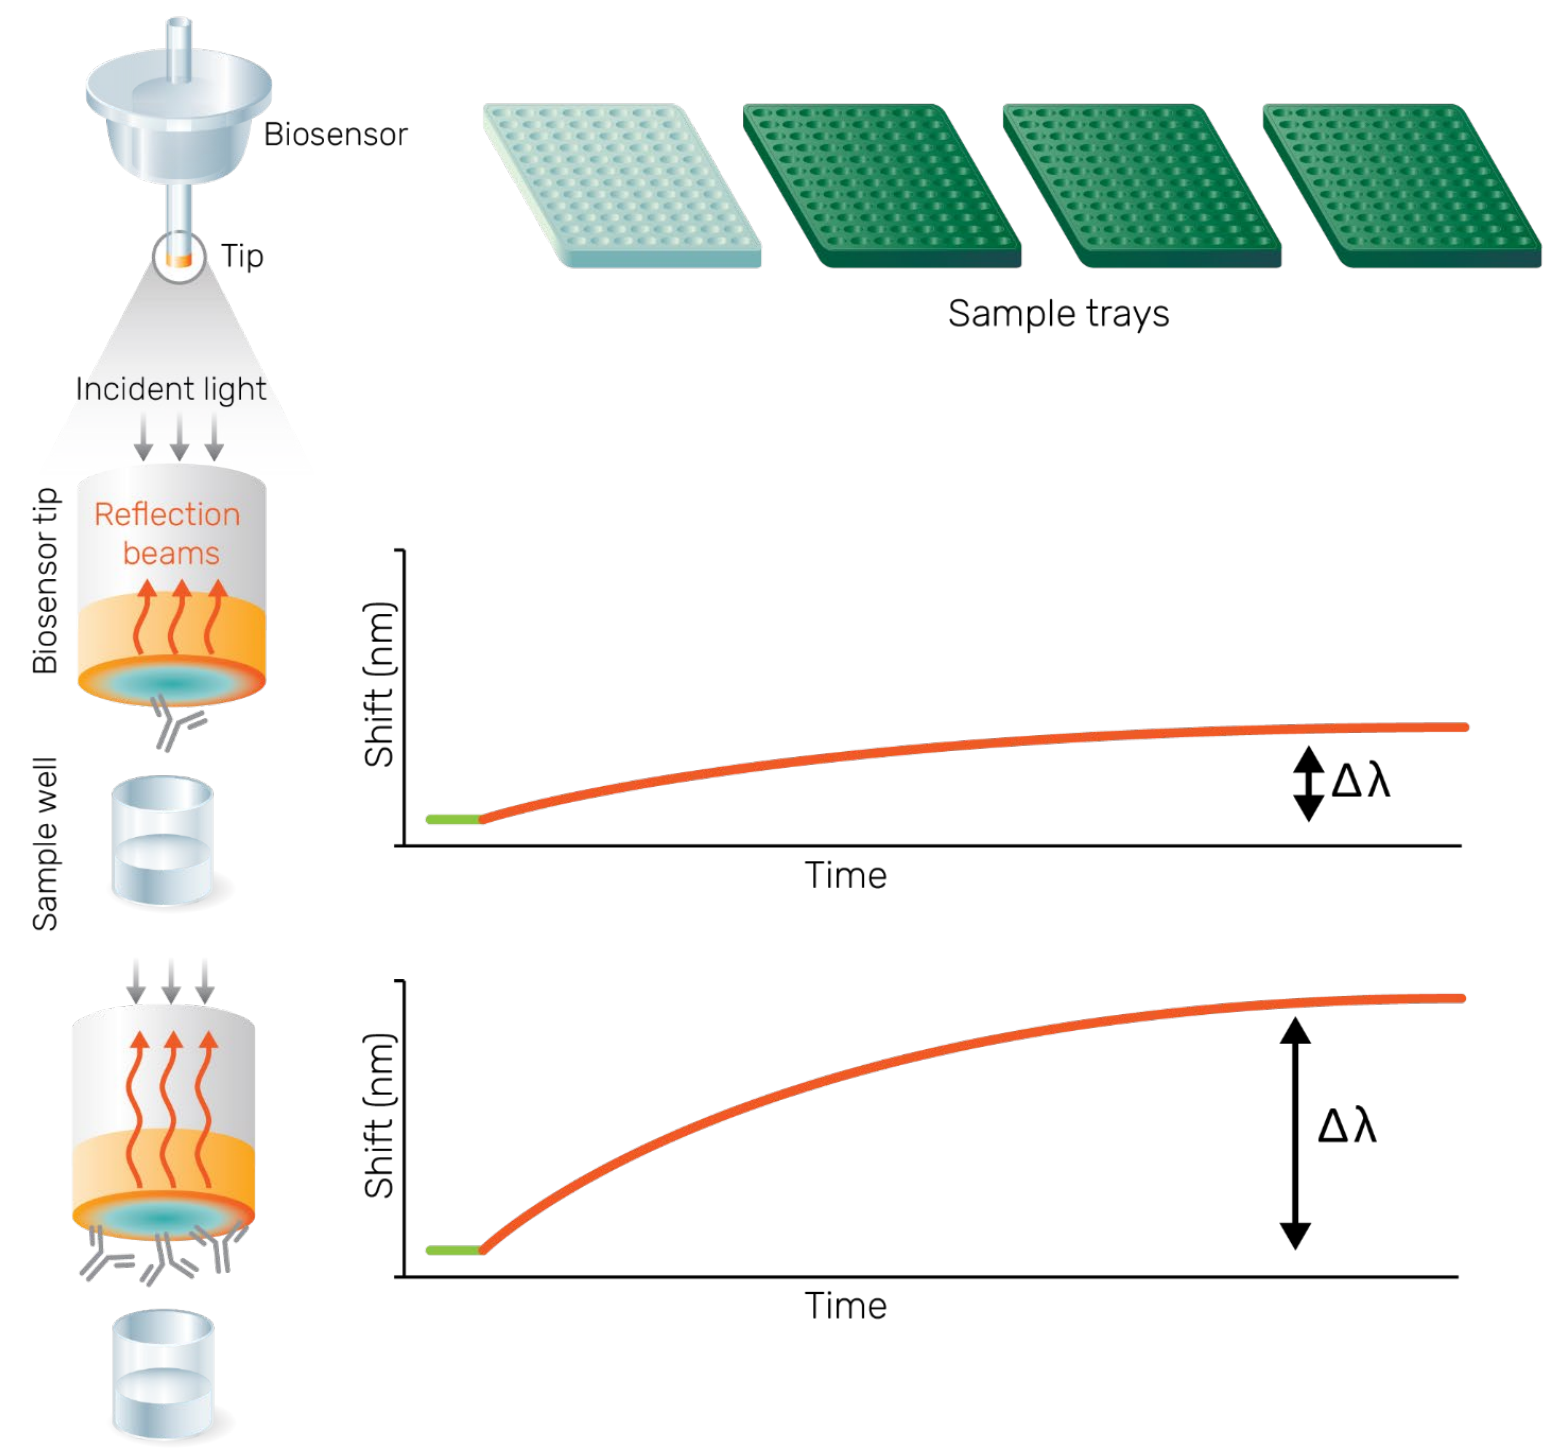 Biosensor
Tip
Sample trays
Incident light
Biosensor tip
Reflection
beams
Shift (nm)
Δλ
Time
Sample well
Shift (nm)
Δλ
Time